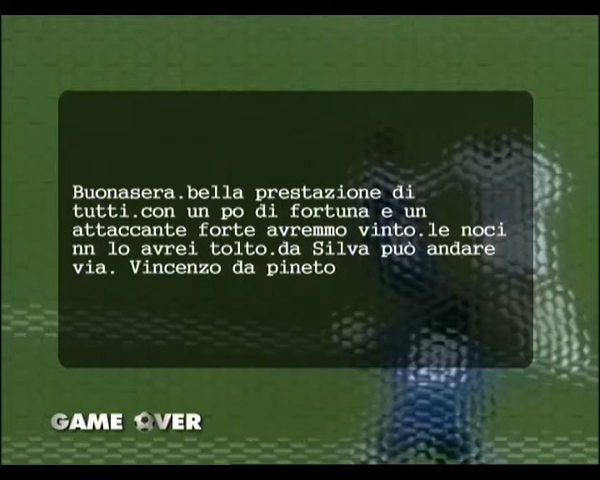 Buonasera.bella prestazione di
tutti.con un po di fortuna e un
attaccante forte avremmo vinto.le noci
nn lo avrei tolto.da Silva può andare
via. Vincenzo da pineto
GAME OVER